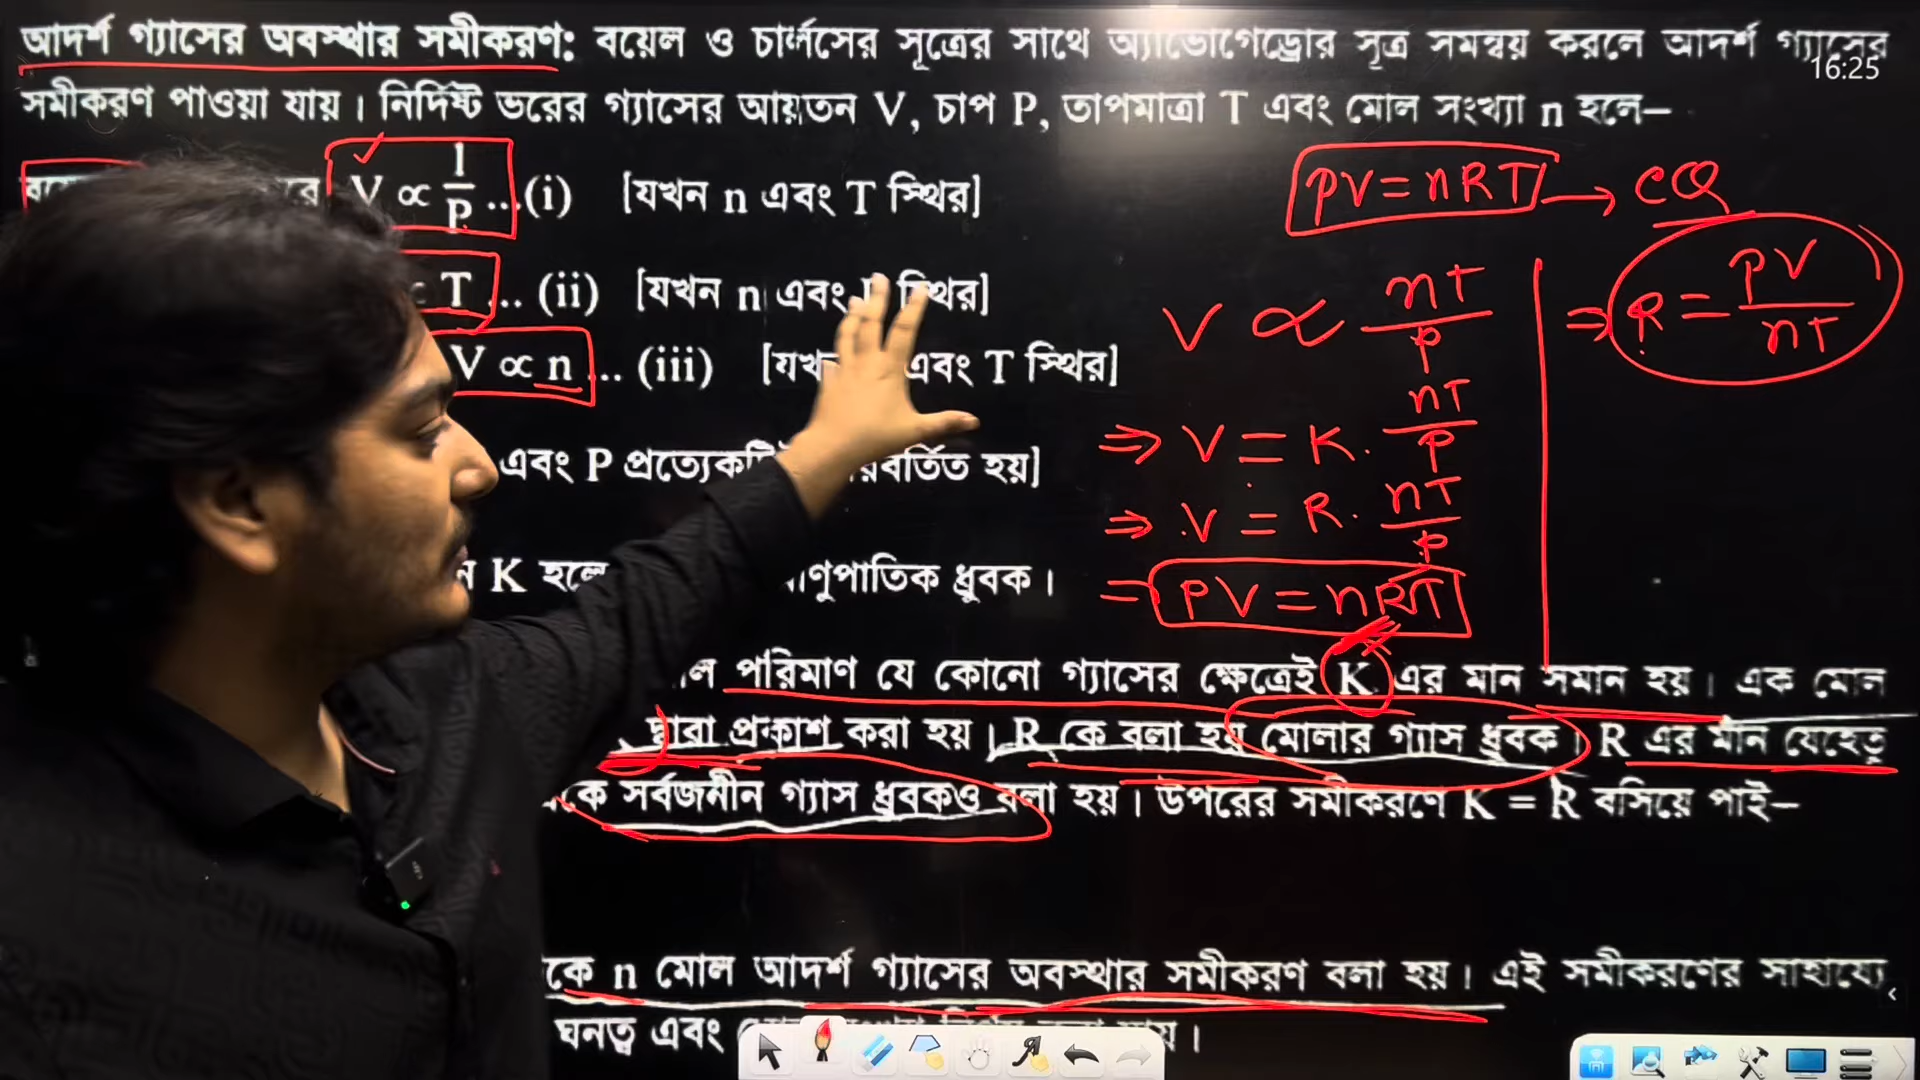 আদর্শ গ্যাসের অবস্থার সমীকরণ: বয়েল ও চার্লসের সূত্রের সাথে অ্যাভোগেড্রোর সূত্র সমন্বয় করলে আদর্শ গ্যাসের
16:25
সমীকরণ পাওয়া যায়। নির্দিষ্ট ভরের গ্যাসের আয়তন V, চাপ P, তাপমাত্রা T এবং মোল সংখ্যা n হলে–
V ∝ 1/P ...(i) [যখন n এবং T স্থির]
PV = nRT → CQ
T ... (ii) [যখন n এবং স্থির]
V ∝ nT/P
⇒ R = PV/nT
V ∝ n ... (iii) [যখন এবং T স্থির]
⇒ V = K. nT/P
এবং P প্রত্যেকটিই পরিবর্তিত হয়]
⇒ V = R. nT/P
K হলে ধ্রুবক।
⇒ PV = nRT
পরিমাণ যে কোনো গ্যাসের ক্ষেত্রেই K এর মান সমান হয়। এক মোল
দ্বারা প্রকাশ করা হয়। R কে বলা হয় মোলার গ্যাস ধ্রুবক। R এর মান যেহেতু
সর্বজনীন গ্যাস ধ্রুবকও বলা হয়। উপরের সমীকরণে K = R বসিয়ে পাই–
কে n মোল আদর্শ গ্যাসের অবস্থার সমীকরণ বলা হয়। এই সমীকরণের সাহায্যে
ঘনত্ব এবং